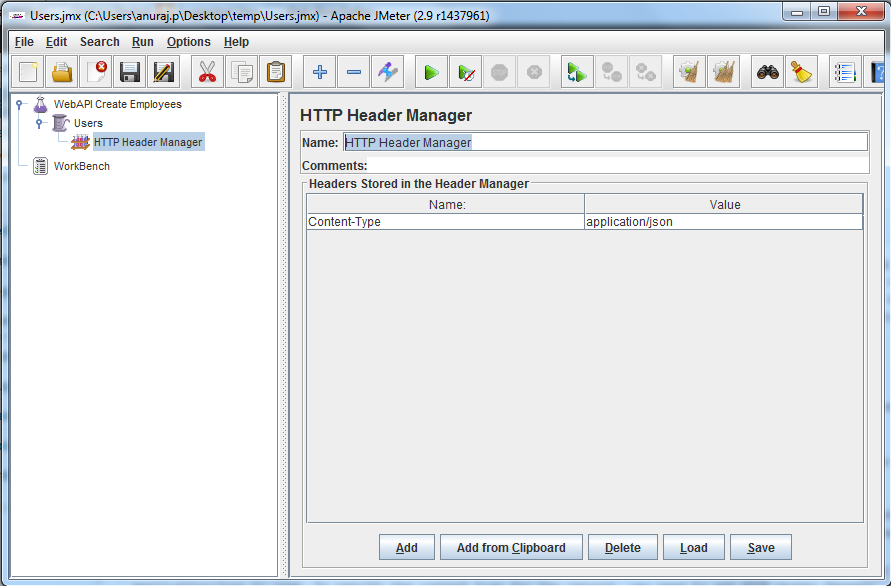 Users.jmx (C:\Users\anuraj.p\Desktop\temp\Users.jmx) - Apache JMeter (2.9 r1437961)
File Edit Search Run Options Help
WebAPI Create Employees
Users
HTTP Header Manager
WorkBench
HTTP Header Manager
Name: HTTP Header Manager
Comments:
Headers Stored in the Header Manager
Name: Value
Content-Type application/json
Add Add from Clipboard Delete Load Save